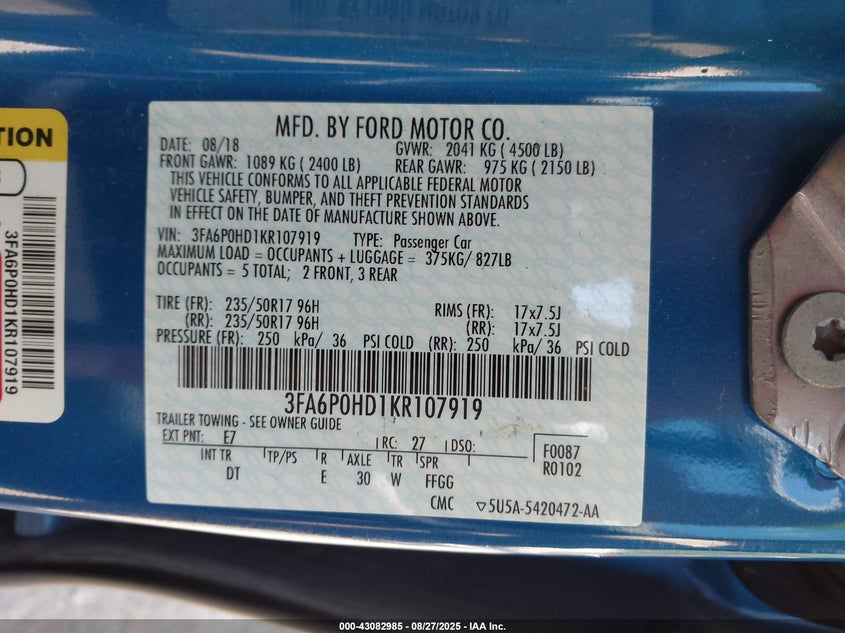 MFD. BY FORD MOTOR CO.
DATE: 08/18 GVWR: 2041 KG ( 4500 LB)
FRONT GAWR: 1089 KG ( 2400 LB) REAR GAWR: 975 KG ( 2150 LB)
THIS VEHICLE CONFORMS TO ALL APPLICABLE FEDERAL MOTOR
VEHICLE SAFETY, BUMPER, AND THEFT PREVENTION STANDARDS
IN EFFECT ON THE DATE OF MANUFACTURE SHOWN ABOVE.
VIN: 3FA6P0HD1KR107919 TYPE: Passenger Car
MAXIMUM LOAD = OCCUPANTS + LUGGAGE = 375KG/ 827LB
OCCUPANTS = 5 TOTAL; 2 FRONT, 3 REAR
TIRE (FR): 235/50R17 96H RIMS (FR): 17x7.5J
(RR): 235/50R17 96H (RR): 17x7.5J
PRESSURE (FR): 250 kPa/ 36 PSI COLD (RR): 250 kPa/ 36 PSI COLD
3FA6P0HD1KR107919
TRAILER TOWING - SEE OWNER GUIDE
EXT PNT: E7 RC: 27 DSO: F0087
R0102
INT TR TP/PS R AXLE TR SPR
DT E 30 W FFGG
CMC ▽5U5A-5420472-AA
TION
3FA6P0HD1KR107919
000-43082985 - 08/27/2025 - IAA Inc.